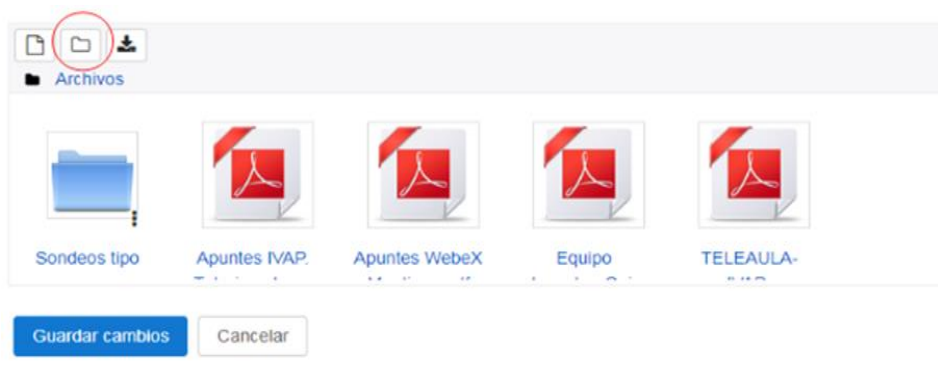 Archivos
Sondeos tipo
Apuntes IVAP.
Apuntes WebeX
Equipo
TELEAULA-
Guardar cambios
Cancelar